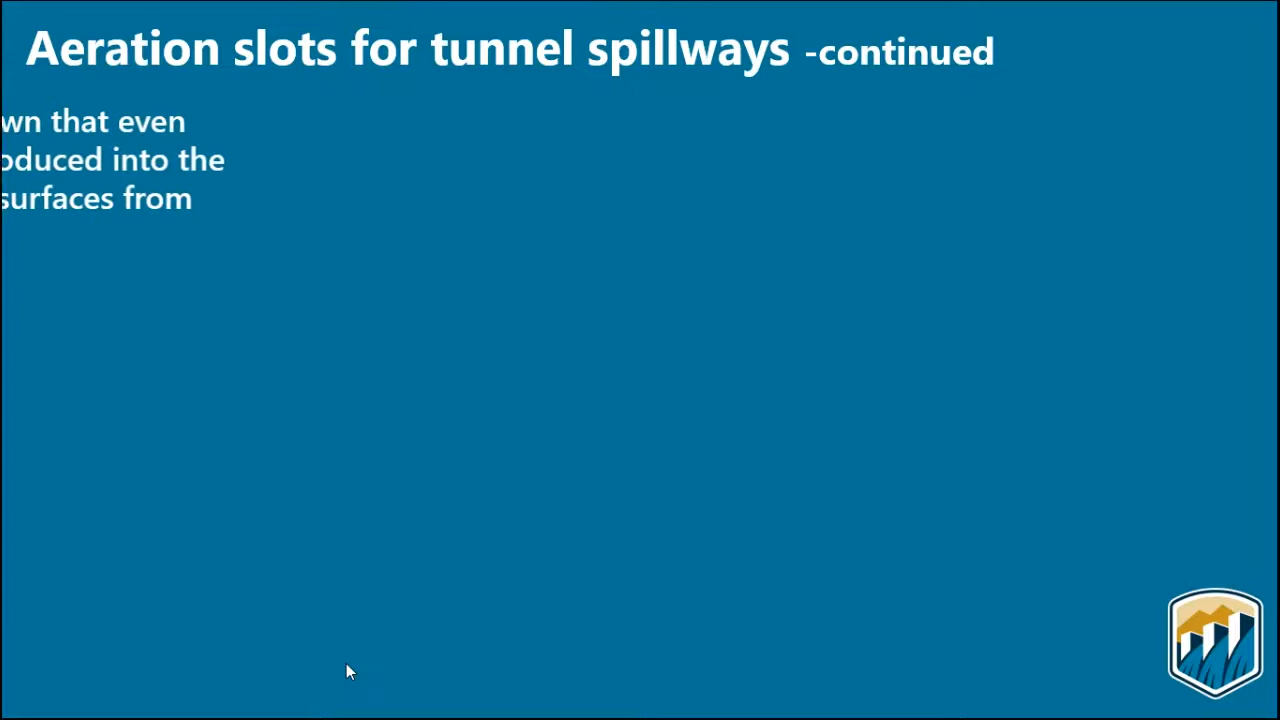 Aeration slots for tunnel spillways -continued
wn that even
oduced into the
surfaces from